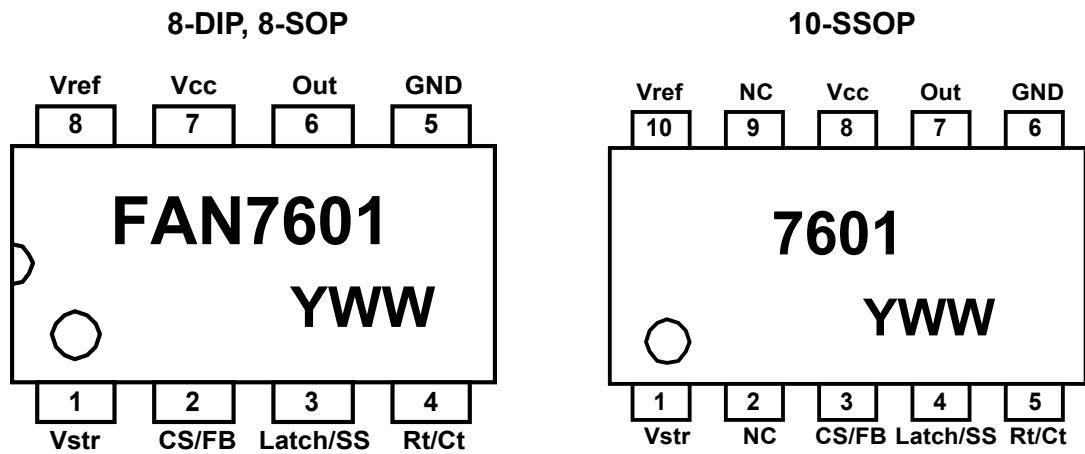 8-DIP, 8-SOP
Vref Vcc Out GND
8 7 6 5
FAN7601
YWW
1 2 3 4
Vstr CS/FB Latch/SS Rt/Ct
10-SSOP
Vref NC Vcc Out GND
10 9 8 7 6
7601
YWW
1 2 3 4 5
Vstr NC CS/FB Latch/SS Rt/Ct